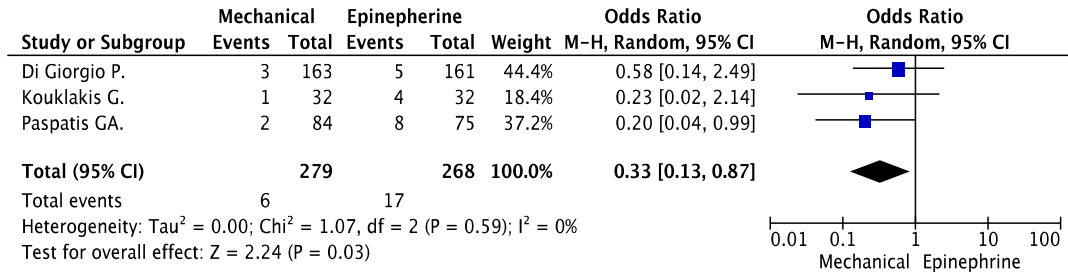 Mechanical Epinepherine Odds Ratio Odds Ratio
Study or Subgroup Events Total Events Total Weight M-H, Random, 95% CI M-H, Random, 95% CI
Di Giorgio P. 3 163 5 161 44.4% 0.58 [0.14, 2.49]
Kouklakis G. 1 32 4 32 18.4% 0.23 [0.02, 2.14]
Paspatis GA. 2 84 8 75 37.2% 0.20 [0.04, 0.99]
Total (95% CI) 279 268 100.0% 0.33 [0.13, 0.87]
Total events 6 17
Heterogeneity: Tau² = 0.00; Chi² = 1.07, df = 2 (P = 0.59); I² = 0%
Test for overall effect: Z = 2.24 (P = 0.03)
0.01 0.1 1 10 100
Mechanical Epinephrine